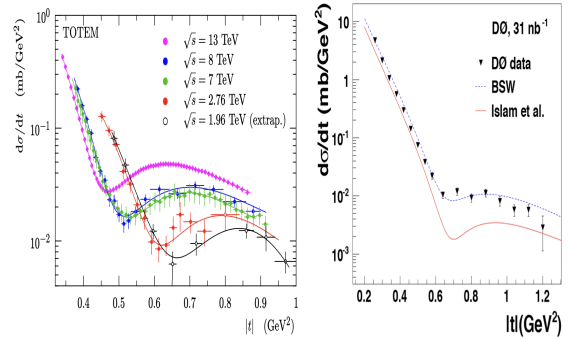 TOTEM
√s = 13 TeV
√s = 8 TeV
√s = 7 TeV
√s = 2.76 TeV
√s = 1.96 TeV (extrap.)
dσ/dt (mb/GeV²)
10⁰
10⁻¹
10⁻²
0.4 0.5 0.6 0.7 0.8 0.9 1
|t| (GeV²)
DØ, 31 nb⁻¹
DØ data
BSW
Islam et al.
dσ/dt (mb/GeV²)
10
1
10⁻¹
10⁻²
10⁻³
0.2 0.4 0.6 0.8 1 1.2
|t|(GeV²)